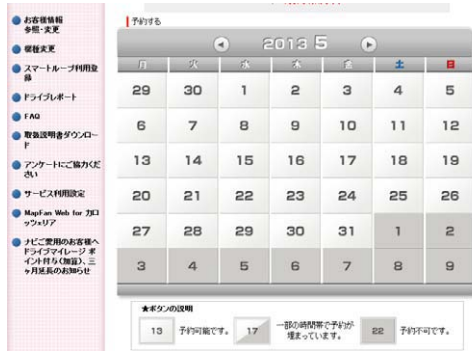 お客様情報
参照・変更
機種変更
スマートループ利用登
録
ドライブレポート
FAQ
取扱説明書ダウンロー
ド
アンケートにご協力くだ
さい
サービス利用設定
MapFan Web for カロ
ッツェリア
ナビご愛用のお客様へ
ドライブマイレージ ポ
イント付与(加算)、三
ヶ月延長のお知らせ
予約する
2013 5
月 火 水 木 金 土 日
29 30 1 2 3 4 5
6 7 8 9 10 11 12
13 14 15 16 17 18 19
20 21 22 23 24 25 26
27 28 29 30 31 1 2
3 4 5 6 7 8 9
★ボタンの説明
13 予約可能です。 17 一部の時間帯で予約が
埋まっています。 22 予約不可です。